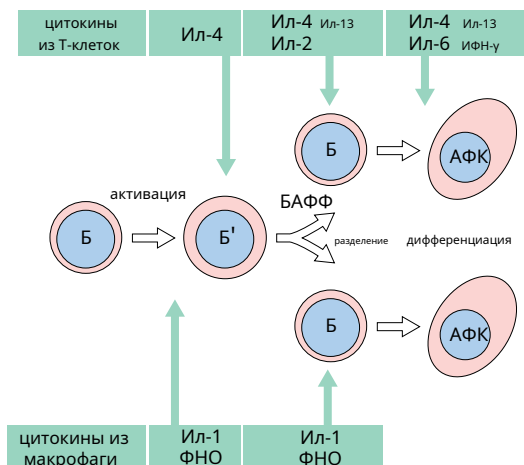 цитокины
из Т-клеток
Ил-4
Ил-4 Ил-13
Ил-2
Ил-4 Ил-13
Ил-6 ИФН-γ
Б
АФК
активация
БАФФ
Б
Б'
разделение
дифференциация
Б
АФК
цитокины из
макрофаги
Ил-1
ФНО
Ил-1
ФНО